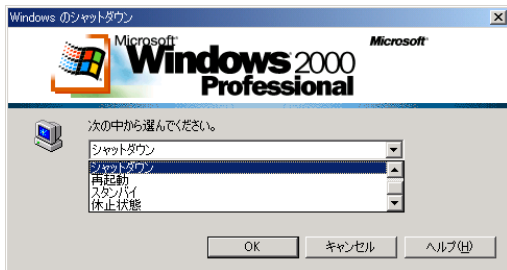 Windows のシャットダウン
Microsoft
Windows 2000
Professional
Microsoft
次の中から選んでください。
シャットダウン
シャットダウン
再起動
スタンバイ
休止状態
OK
キャンセル
ヘルプ(H)